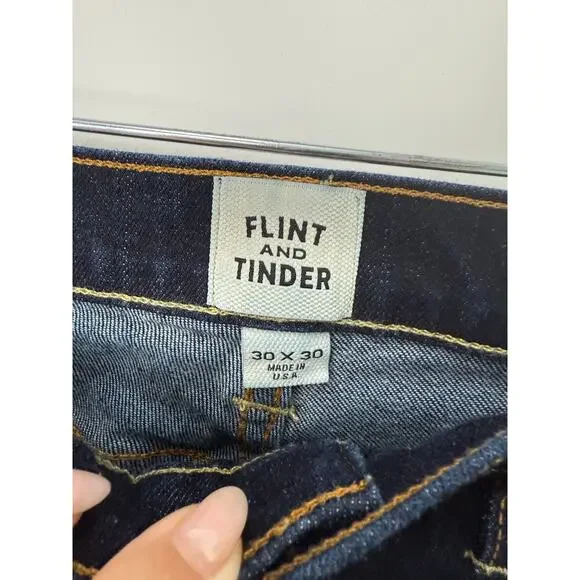 FLINT
AND
TINDER
30 X 30
MADE IN
U.S.A